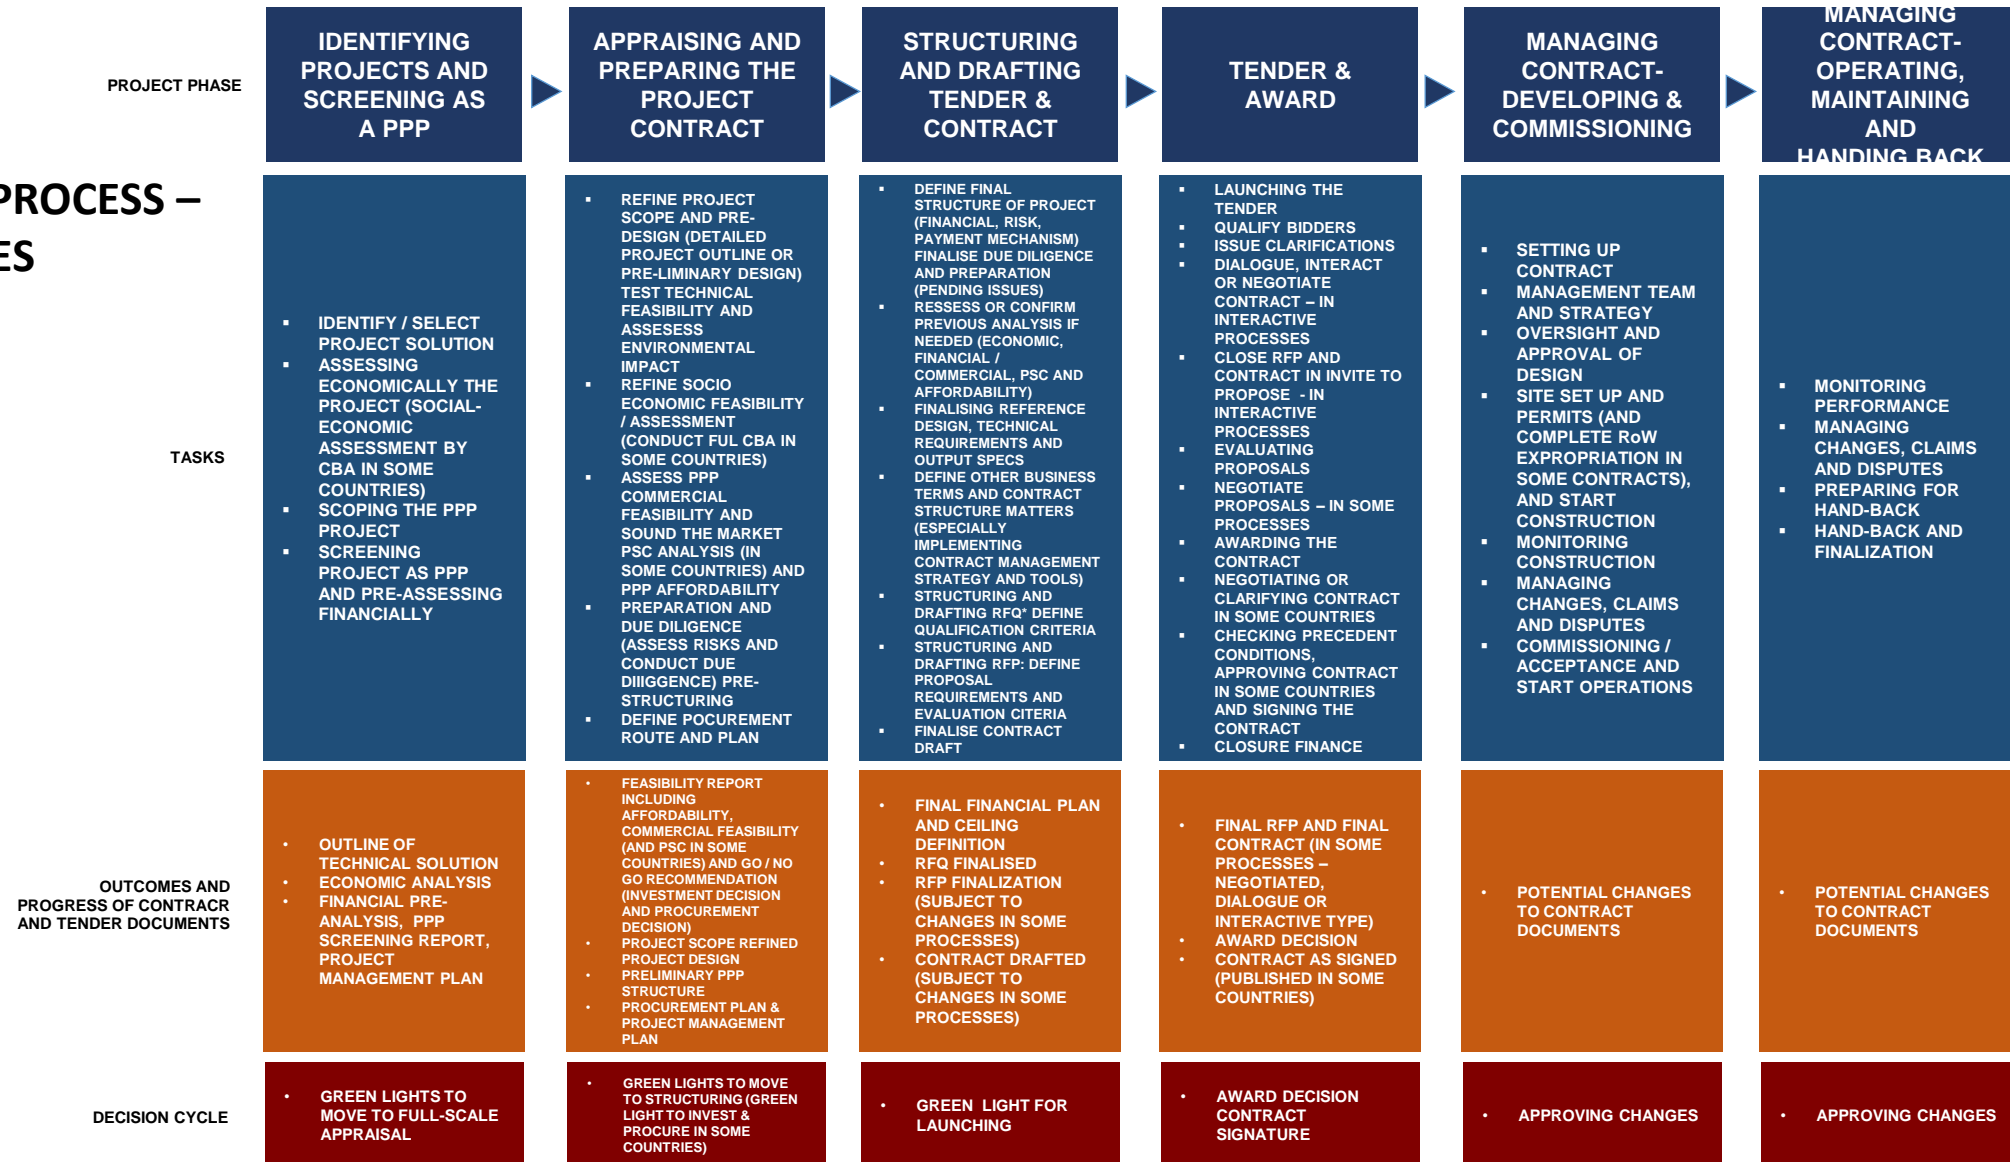 PROJECT PHASE
IDENTIFYING
PROJECTS AND
SCREENING AS
A PPP
APPRAISING AND
PREPARING THE
PROJECT
CONTRACT
STRUCTURING
AND DRAFTING
TENDER &
CONTRACT
TENDER &
AWARD
MANAGING
CONTRACT-
DEVELOPING &
COMMISSIONING
MANAGING
CONTRACT-
OPERATING,
MAINTAINING
AND
HANDING BACK
PROCESS –
ES
TASKS
▪ IDENTIFY / SELECT
PROJECT SOLUTION
▪ ASSESSING
ECONOMICALLY THE
PROJECT (SOCIAL-
ECONOMIC
ASSESSMENT BY
CBA IN SOME
COUNTRIES)
▪ SCOPING THE PPP
PROJECT
▪ SCREENING
PROJECT AS PPP
AND PRE-ASSESSING
FINANCIALLY
▪ REFINE PROJECT
SCOPE AND PRE-
DESIGN (DETAILED
PROJECT OUTLINE OR
PRE-LIMINARY DESIGN)
TEST TECHNICAL
FEASIBILITY AND
ASSESESS
ENVIRONMENTAL
IMPACT
▪ REFINE SOCIO
ECONOMIC FEASIBILITY
/ ASSESSMENT
(CONDUCT FUL CBA IN
SOME COUNTRIES)
▪ ASSESS PPP
COMMERCIAL
FEASIBILITY AND
SOUND THE MARKET
PSC ANALYSIS (IN
SOME COUNTRIES) AND
PPP AFFORDABILITY
▪ PREPARATION AND
DUE DILIGENCE
(ASSESS RISKS AND
CONDUCT DUE
DIIIGGENCE) PRE-
STRUCTURING
▪ DEFINE POCUREMENT
ROUTE AND PLAN
▪ DEFINE FINAL
STRUCTURE OF PROJECT
(FINANCIAL, RISK,
PAYMENT MECHANISM)
FINALISE DUE DILIGENCE
AND PREPARATION
(PENDING ISSUES)
▪ RESSESS OR CONFIRM
PREVIOUS ANALYSIS IF
NEEDED (ECONOMIC,
FINANCIAL /
COMMERCIAL, PSC AND
AFFORDABILITY)
▪ FINALISING REFERENCE
DESIGN, TECHNICAL
REQUIREMENTS AND
OUTPUT SPECS
▪ DEFINE OTHER BUSINESS
TERMS AND CONTRACT
STRUCTURE MATTERS
(ESPECIALLY
IMPLEMENTING
CONTRACT MANAGEMENT
STRATEGY AND TOOLS)
▪ STRUCTURING AND
DRAFTING RFQ* DEFINE
QUALIFICATION CRITERIA
▪ STRUCTURING AND
DRAFTING RFP: DEFINE
PROPOSAL
REQUIREMENTS AND
EVALUATION CITERIA
▪ FINALISE CONTRACT
DRAFT
▪ LAUNCHING THE
TENDER
▪ QUALIFY BIDDERS
▪ ISSUE CLARIFICATIONS
▪ DIALOGUE, INTERACT
OR NEGOTIATE
CONTRACT – IN
INTERACTIVE
PROCESSES
▪ CLOSE RFP AND
CONTRACT IN INVITE TO
PROPOSE - IN
INTERACTIVE
PROCESSES
▪ EVALUATING
PROPOSALS
▪ NEGOTIATE
PROPOSALS – IN SOME
PROCESSES
▪ AWARDING THE
CONTRACT
▪ NEGOTIATING OR
CLARIFYING CONTRACT
IN SOME COUNTRIES
▪ CHECKING PRECEDENT
CONDITIONS,
APPROVING CONTRACT
IN SOME COUNTRIES
AND SIGNING THE
CONTRACT
▪ CLOSURE FINANCE
▪ SETTING UP
CONTRACT
▪ MANAGEMENT TEAM
AND STRATEGY
▪ OVERSIGHT AND
APPROVAL OF
DESIGN
▪ SITE SET UP AND
PERMITS (AND
COMPLETE RoW
EXPROPRIATION IN
SOME CONTRACTS),
AND START
CONSTRUCTION
▪ MONITORING
CONSTRUCTION
▪ MANAGING
CHANGES, CLAIMS
AND DISPUTES
▪ COMMISSIONING /
ACCEPTANCE AND
START OPERATIONS
▪ MONITORING
PERFORMANCE
▪ MANAGING
CHANGES, CLAIMS
AND DISPUTES
▪ PREPARING FOR
HAND-BACK
▪ HAND-BACK AND
FINALIZATION
OUTCOMES AND
PROGRESS OF CONTRACR
AND TENDER DOCUMENTS
• OUTLINE OF
TECHNICAL SOLUTION
• ECONOMIC ANALYSIS
• FINANCIAL PRE-
ANALYSIS, PPP
SCREENING REPORT,
PROJECT
MANAGEMENT PLAN
• FEASIBILITY REPORT
INCLUDING
AFFORDABILITY,
COMMERCIAL FEASIBILITY
(AND PSC IN SOME
COUNTRIES) AND GO / NO
GO RECOMMENDATION
(INVESTMENT DECISION
AND PROCUREMENT
DECISION)
• PROJECT SCOPE REFINED
PROJECT DESIGN
• PRELIMINARY PPP
STRUCTURE
• PROCUREMENT PLAN &
PROJECT MANAGEMENT
PLAN
• FINAL FINANCIAL PLAN
AND CEILING
DEFINITION
• RFQ FINALISED
• RFP FINALIZATION
(SUBJECT TO
CHANGES IN SOME
PROCESSES)
• CONTRACT DRAFTED
(SUBJECT TO
CHANGES IN SOME
PROCESSES)
• FINAL RFP AND FINAL
CONTRACT (IN SOME
PROCESSES –
NEGOTIATED,
DIALOGUE OR
INTERACTIVE TYPE)
• AWARD DECISION
• CONTRACT AS SIGNED
(PUBLISHED IN SOME
COUNTRIES)
• POTENTIAL CHANGES
TO CONTRACT
DOCUMENTS
• POTENTIAL CHANGES
TO CONTRACT
DOCUMENTS
DECISION CYCLE
• GREEN LIGHTS TO
MOVE TO FULL-SCALE
APPRAISAL
• GREEN LIGHTS TO MOVE
TO STRUCTURING (GREEN
LIGHT TO INVEST &
PROCURE IN SOME
COUNTRIES)
• GREEN LIGHT FOR
LAUNCHING
• AWARD DECISION
CONTRACT
SIGNATURE
• APPROVING CHANGES
• APPROVING CHANGES